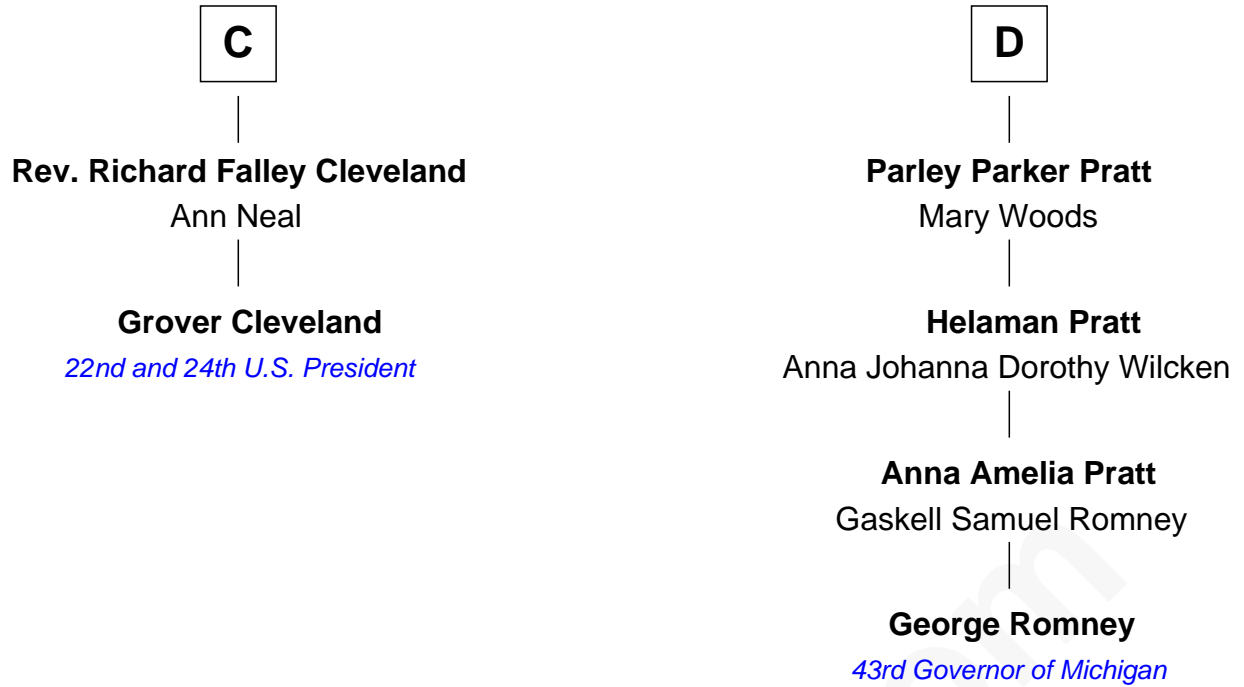 C
Rev. Richard Falley Cleveland
Ann Neal
Grover Cleveland
22nd and 24th U.S. President
D
Parley Parker Pratt
Mary Woods
Helaman Pratt
Anna Johanna Dorothy Wilcken
Anna Amelia Pratt
Gaskell Samuel Romney
George Romney
43rd Governor of Michigan